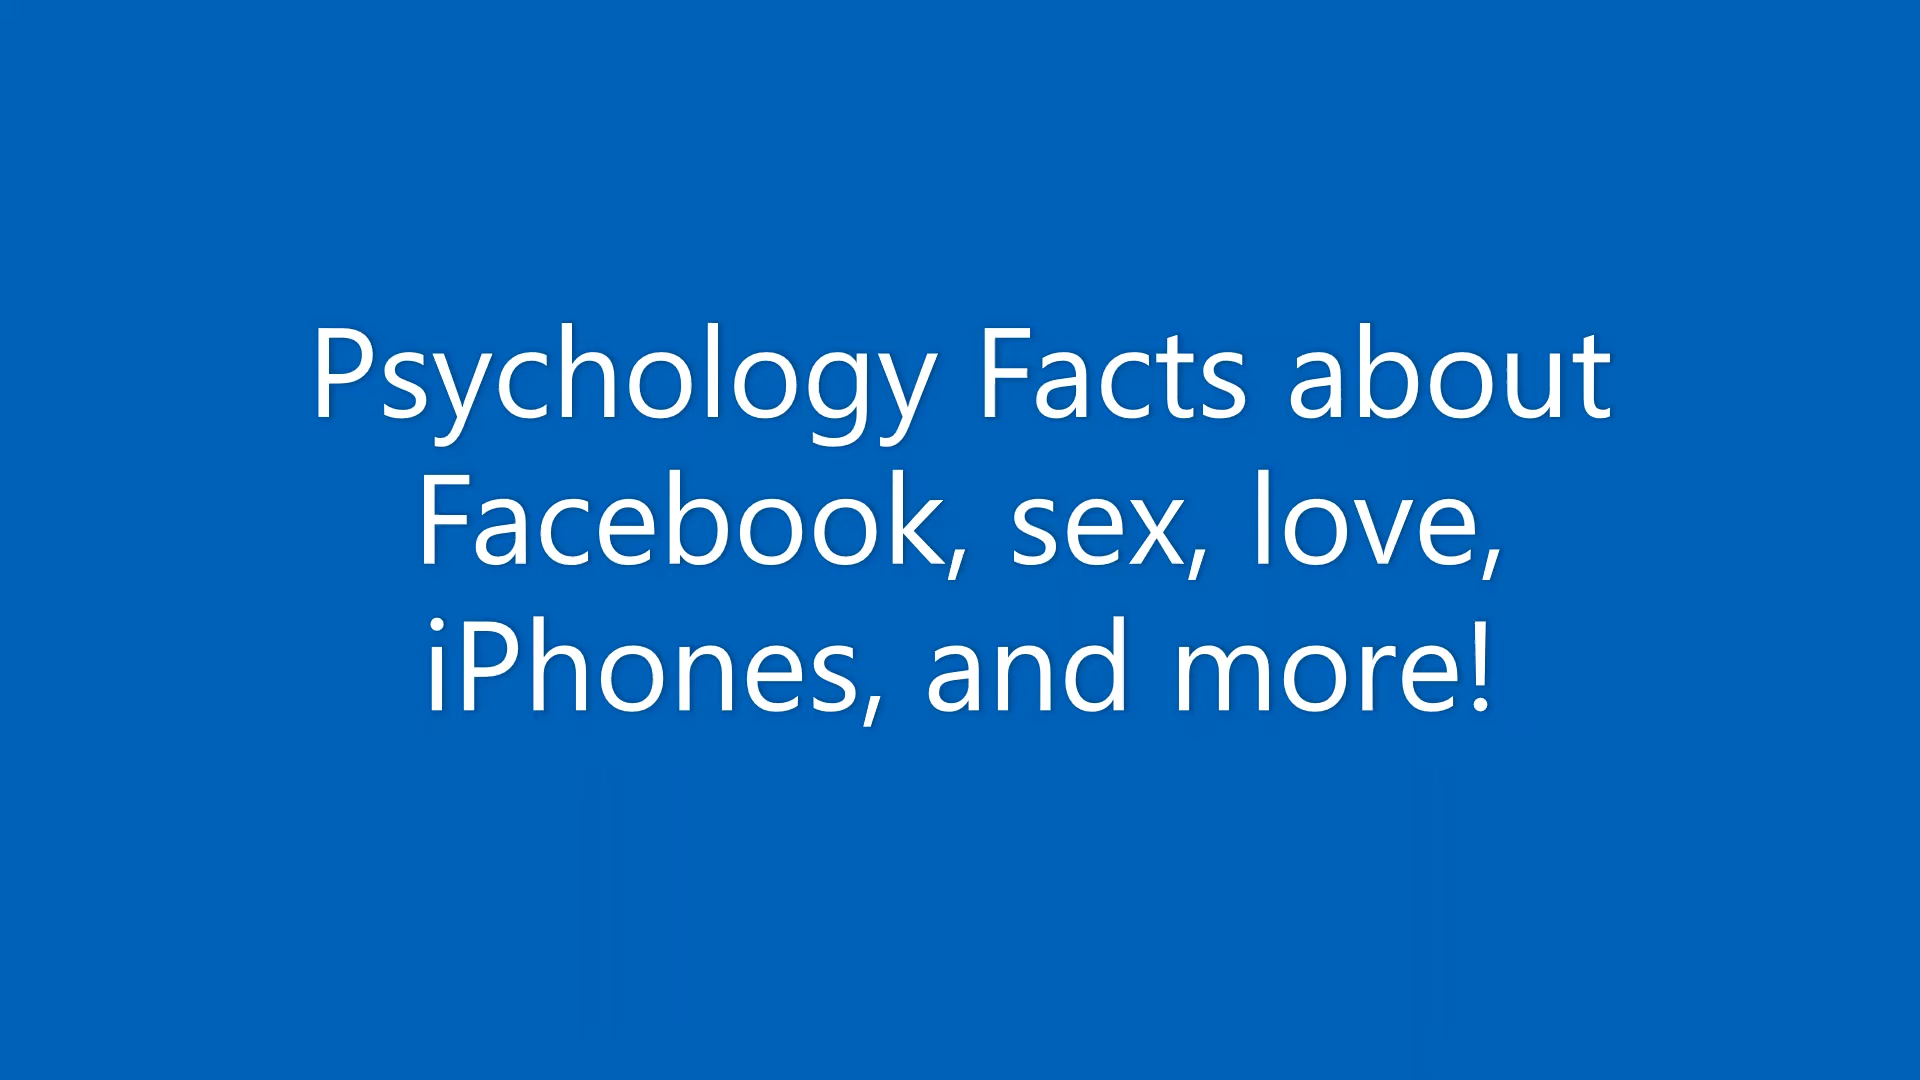 Psychology Facts about
Facebook, sex, love,
iPhones, and more!